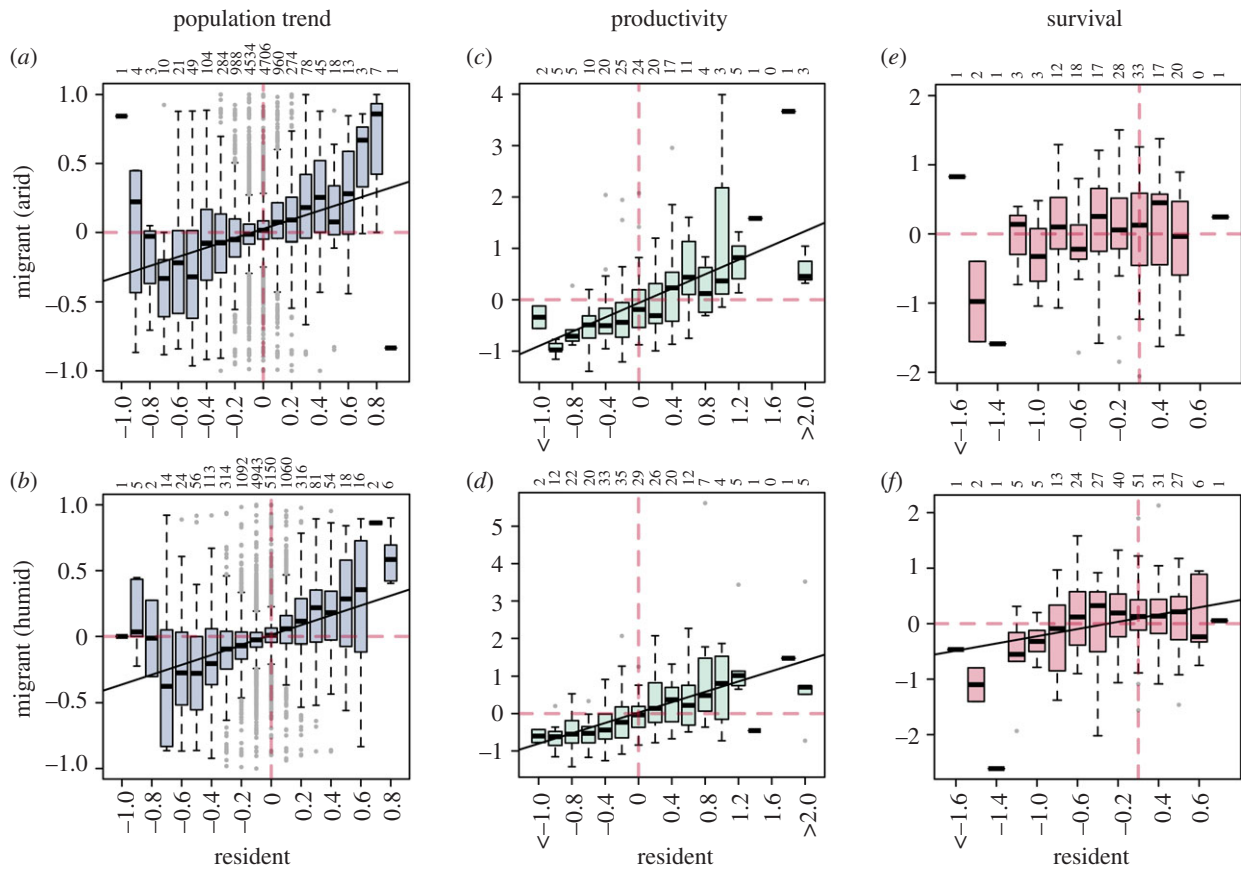 population trend
productivity
survival
(a)
1 4 3 10 21 49 104 284 988 4534 4706 960 274 78 45 18 13 3 7 1
(c)
2 5 5 10 20 25 24 20 17 11 4 3 5 1 0 1 3
(e)
1 2 1 3 3 12 18 17 28 33 17 20 0 1
migrant (arid)
1.0
0.5
0
−0.5
−1.0
4
3
2
1
0
−1
2
1
0
−1
−2
−1.0 −0.8 −0.6 −0.4 −0.2 0 0.2 0.4 0.6 0.8
<−1.0 −0.8 −0.4 0 0.4 0.8 1.2 1.6 >2.0
<−1.6 −1.4 −1.0 −0.6 −0.2 0.4 0.6
(b)
1 5 2 14 24 56 113 314 1092 4943 5150 1060 316 81 54 18 16 2 6
(d)
2 12 22 20 33 35 29 26 20 12 7 4 5 1 0 1 5
(f)
1 2 1 5 5 13 24 27 40 51 31 27 6 1
migrant (humid)
1.0
0.5
0
−0.5
−1.0
5
4
3
2
1
0
−1
2
1
0
−1
−2
−1.0 −0.8 −0.6 −0.4 −0.2 0 0.2 0.4 0.6 0.8
<−1.0 −0.8 −0.4 0 0.4 0.8 1.2 1.6 >2.0
<−1.6 −1.4 −1.0 −0.6 −0.2 0.4 0.6
resident
resident
resident